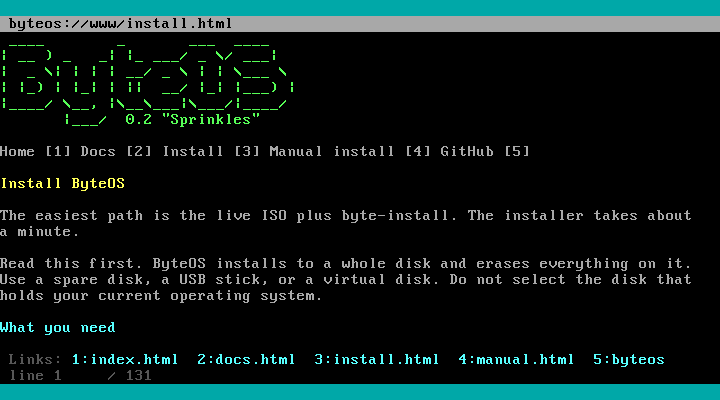 byteos://www/install.html
ByteOS
0.2 "Sprinkles"
Home [1] Docs [2] Install [3] Manual install [4] GitHub [5]
Install ByteOS
The easiest path is the live ISO plus byte-install. The installer takes about
a minute.
Read this first. ByteOS installs to a whole disk and erases everything on it.
Use a spare disk, a USB stick, or a virtual disk. Do not select the disk that
holds your current operating system.
What you need
Links: 1:index.html  2:docs.html  3:install.html  4:manual.html  5:byteos
line 1     / 131